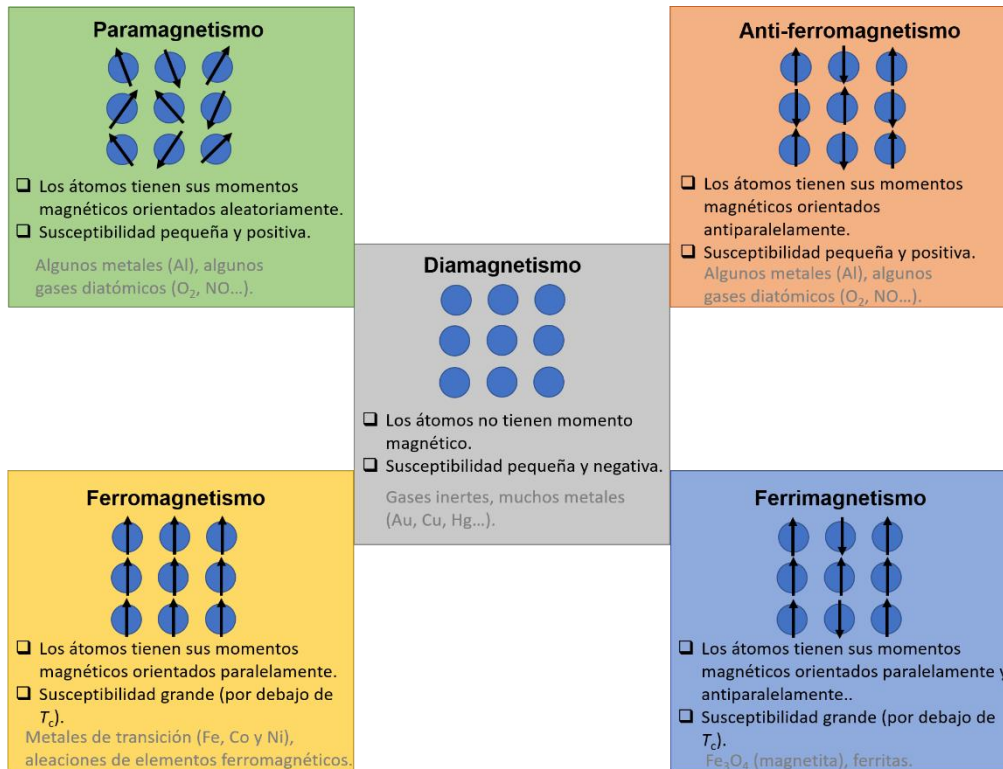 Paramagnetismo
❑ Los átomos tienen sus momentos
magnéticos orientados aleatoriamente.
❑ Susceptibilidad pequeña y positiva.
Algunos metales (Al), algunos
gases diatómicos (O₂, NO...).
Anti-ferromagnetismo
❑ Los átomos tienen sus momentos
magnéticos orientados
antiparalelamente.
❑ Susceptibilidad pequeña y positiva.
Algunos metales (Al), algunos
gases diatómicos (O₂, NO...).
Diamagnetismo
❑ Los átomos no tienen momento
magnético.
❑ Susceptibilidad pequeña y negativa.
Gases inertes, muchos metales
(Au, Cu, Hg...).
Ferromagnetismo
❑ Los átomos tienen sus momentos
magnéticos orientados paralelamente.
❑ Susceptibilidad grande (por debajo de
T꜀).
Metales de transición (Fe, Co y Ni),
aleaciones de elementos ferromagnéticos.
Ferrimagnetismo
❑ Los átomos tienen sus momentos
magnéticos orientados paralelamente y
antiparalelamente..
❑ Susceptibilidad grande (por debajo de
T꜀).
Fe₃O₄ (magnetita), ferritas.